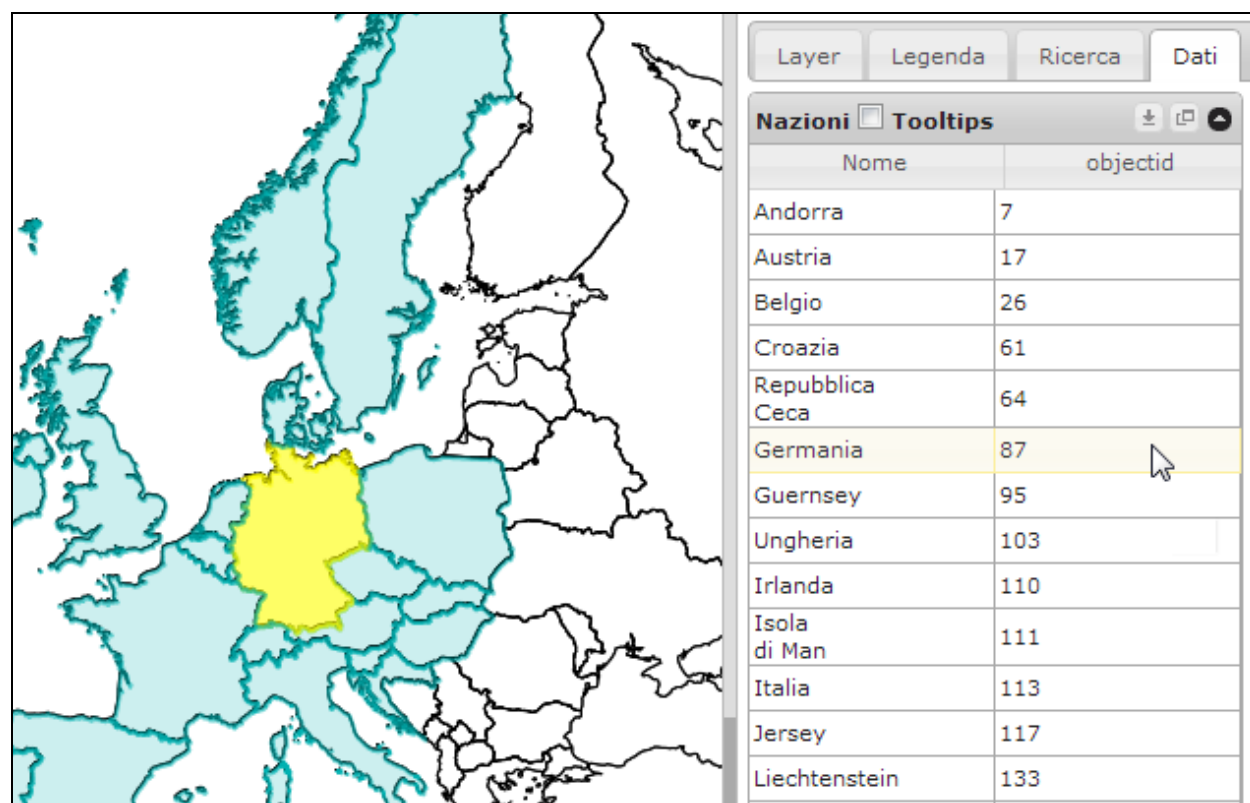 Layer Legenda Ricerca Dati
Nazioni Tooltips
Nome objectid
Andorra 7
Austria 17
Belgio 26
Croazia 61
Repubblica
Ceca 64
Germania 87
Guernsey 95
Ungheria 103
Irlanda 110
Isola
di Man 111
Italia 113
Jersey 117
Liechtenstein 133